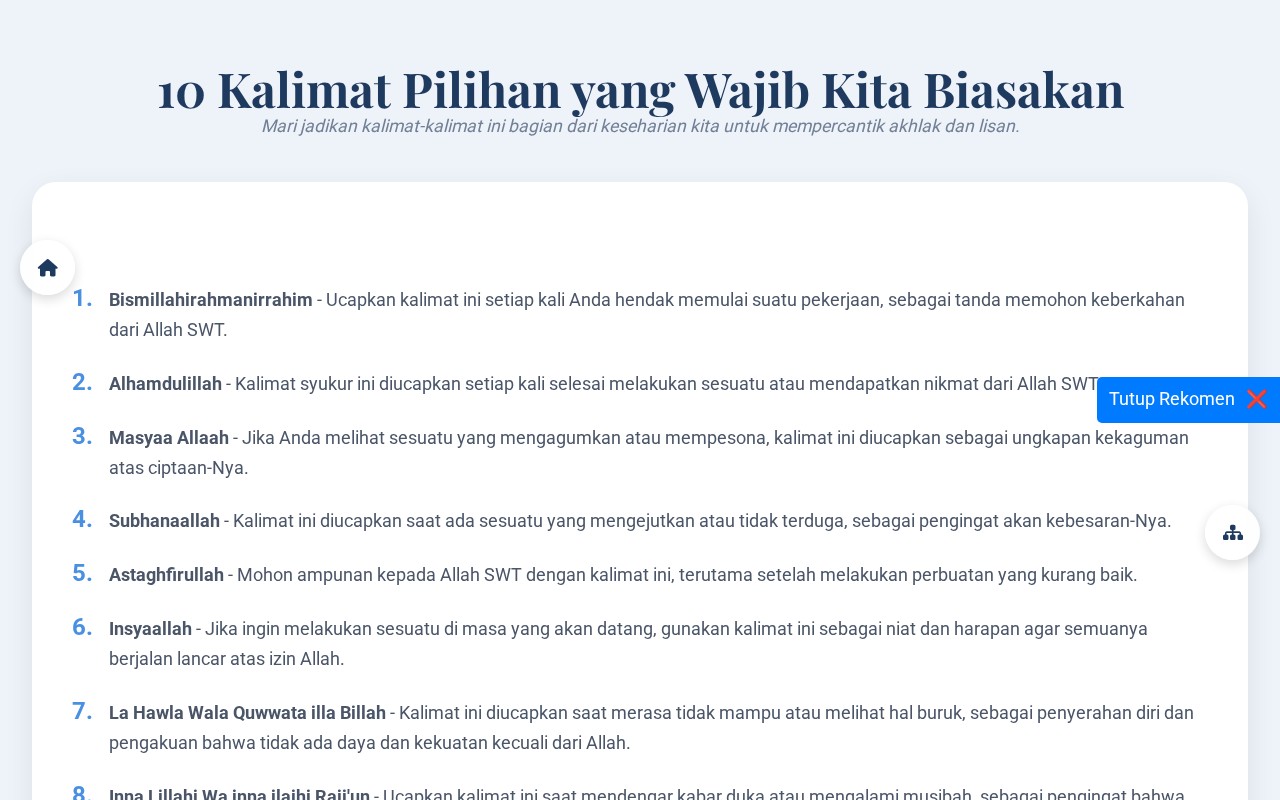 10 Kalimat Pilihan yang Wajib Kita Biasakan
Mari jadikan kalimat-kalimat ini bagian dari keseharian kita untuk mempercantik akhlak dan lisan.
1. Bismillahirahmanirrahim - Ucapkan kalimat ini setiap kali Anda hendak memulai suatu pekerjaan, sebagai tanda memohon keberkahan
dari Allah SWT.
2. Alhamdulillah - Kalimat syukur ini diucapkan setiap kali selesai melakukan sesuatu atau mendapatkan nikmat dari Allah SWT
Tutup Rekomen ❌
3. Masyaa Allaah - Jika Anda melihat sesuatu yang mengagumkan atau mempesona, kalimat ini diucapkan sebagai ungkapan kekaguman
atas ciptaan-Nya.
4. Subhanaallah - Kalimat ini diucapkan saat ada sesuatu yang mengejutkan atau tidak terduga, sebagai pengingat akan kebesaran-Nya.
5. Astaghfirullah - Mohon ampunan kepada Allah SWT dengan kalimat ini, terutama setelah melakukan perbuatan yang kurang baik.
6. Insyaallah - Jika ingin melakukan sesuatu di masa yang akan datang, gunakan kalimat ini sebagai niat dan harapan agar semuanya
berjalan lancar atas izin Allah.
7. La Hawla Wala Quwwata illa Billah - Kalimat ini diucapkan saat merasa tidak mampu atau melihat hal buruk, sebagai penyerahan diri dan
pengakuan bahwa tidak ada daya dan kekuatan kecuali dari Allah.
8. Inna Lillahi Wa inna ilaihi Raji'un - Ucapkan kalimat ini saat mendengar kabar duka atau mengalami musibah, sebagai pengingat bahwa